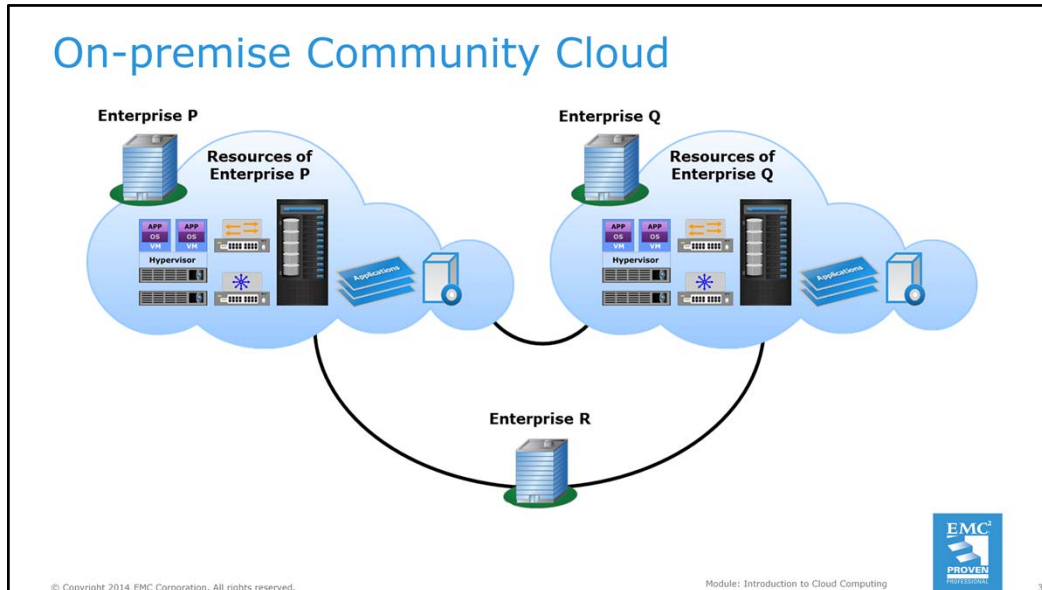 On-premise Community Cloud
Enterprise P
Resources of
Enterprise P
APP APP
OS OS
VM VM
Hypervisor
Applications
Enterprise Q
Resources of
Enterprise Q
APP APP
OS OS
VM VM
Hypervisor
Applications
Enterprise R
EMC²
PROVEN
PROFESSIONAL
© Copyright 2014 EMC Corporation. All rights reserved.
Module: Introduction to Cloud Computing